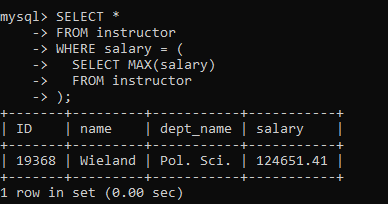 mysql> SELECT *
    -> FROM instructor
    -> WHERE salary = (
    ->   SELECT MAX(salary)
    ->   FROM instructor
    -> );
+-------+---------+------------+-----------+
| ID    | name    | dept_name | salary    |
+-------+---------+------------+-----------+
| 19368 | Wieland | Pol. Sci. | 124651.41 |
+-------+---------+------------+-----------+
1 row in set (0.00 sec)